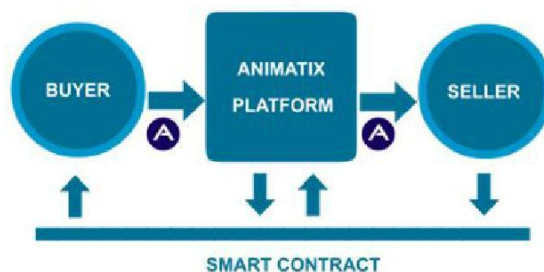 BUYER
ANIMATIX
PLATFORM
SELLER
A
A
SMART CONTRACT